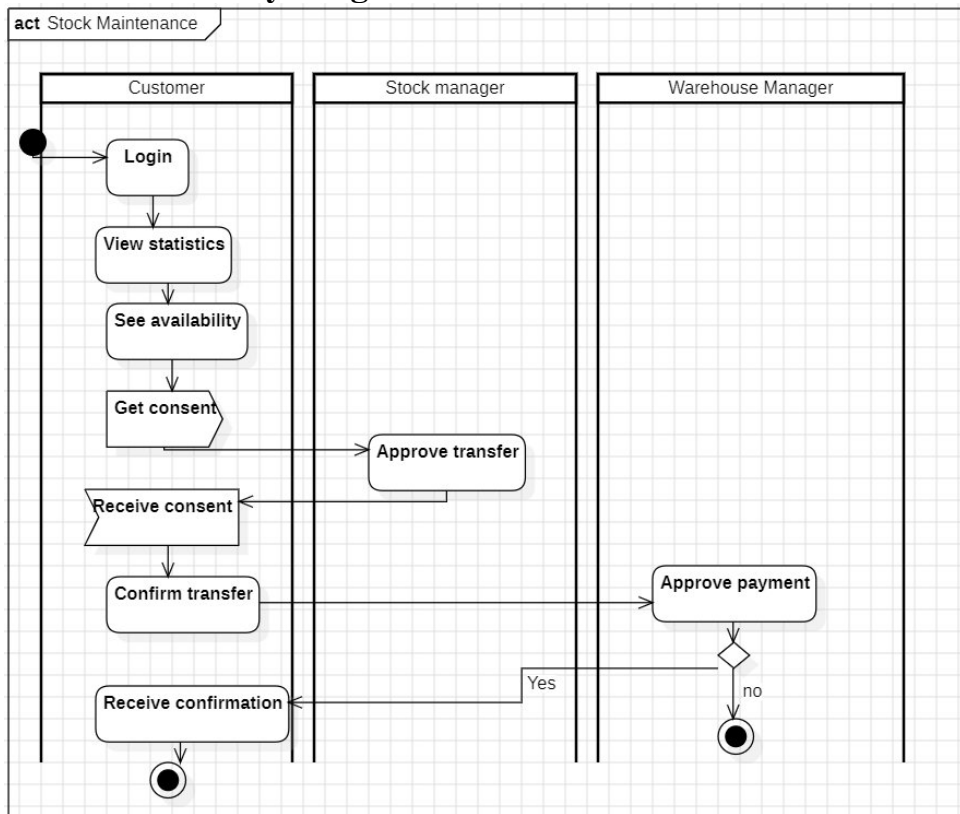 act Stock Maintenance
Customer
Stock manager
Warehouse Manager
Login
View statistics
See availability
Get consent
Approve transfer
Receive consent
Confirm transfer
Approve payment
Yes
no
Receive confirmation